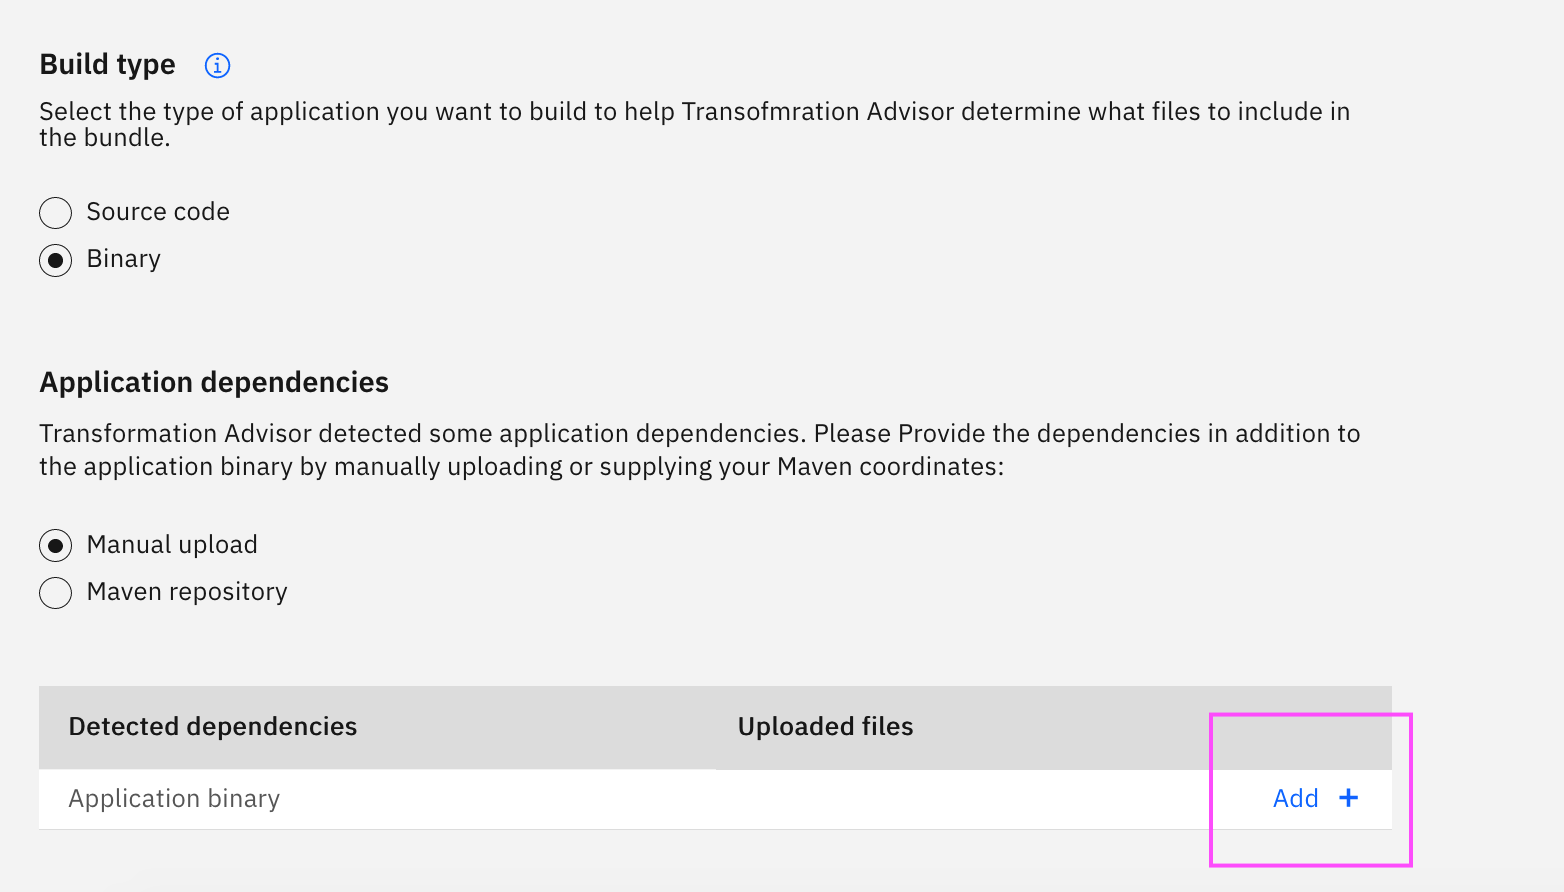 Build type
Select the type of application you want to build to help Transofmration Advisor determine what files to include in
the bundle.
Source code
Binary
Application dependencies
Transformation Advisor detected some application dependencies. Please Provide the dependencies in addition to
the application binary by manually uploading or supplying your Maven coordinates:
Manual upload
Maven repository
Detected dependencies Uploaded files
Application binary Add +